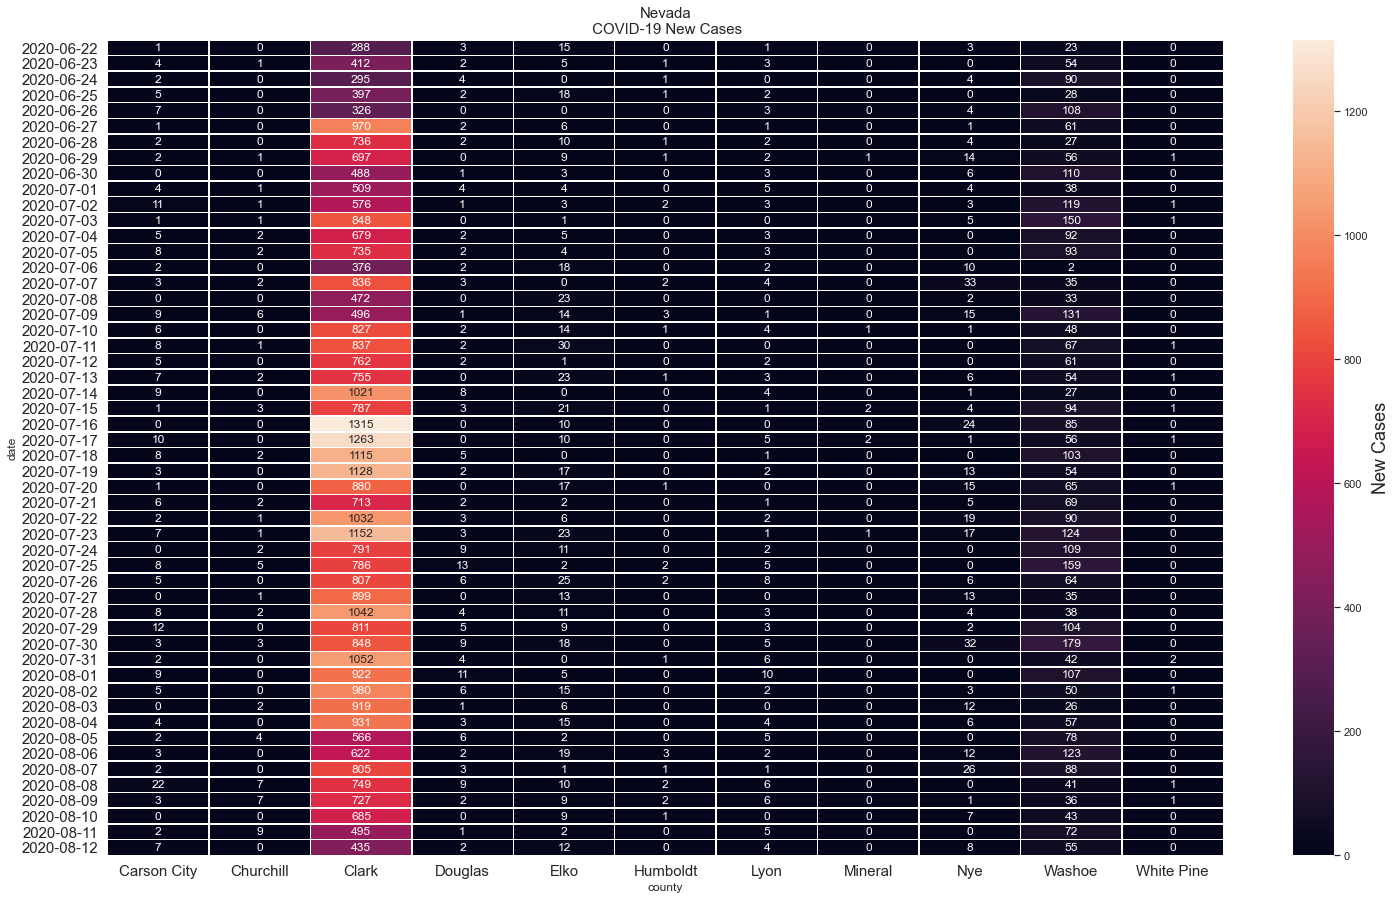 Nevada
COVID-19 New Cases
2020-06-22 1 0 288 3 15 0 1 0 3 23 0
2020-06-23 4 1 412 2 5 1 3 0 0 54 0
2020-06-24 2 0 295 4 0 1 0 0 4 90 0
2020-06-25 5 0 397 2 18 1 2 0 0 28 0
2020-06-26 7 0 326 0 0 0 3 0 4 108 0
2020-06-27 1 0 970 2 6 0 1 0 1 61 0
2020-06-28 2 0 736 2 10 1 2 0 4 27 0
2020-06-29 2 1 697 0 9 1 2 1 14 56 1
2020-06-30 0 0 488 1 3 0 3 0 6 110 0
2020-07-01 4 1 509 4 4 0 5 0 4 38 0
2020-07-02 11 1 576 1 3 2 3 0 3 119 1
2020-07-03 1 1 848 0 1 0 0 0 5 150 1
2020-07-04 5 2 679 2 5 0 3 0 0 92 0
2020-07-05 8 2 735 2 4 0 3 0 0 93 0
2020-07-06 2 0 376 2 18 0 2 0 10 2 0
2020-07-07 3 2 836 3 0 2 4 0 33 35 0
2020-07-08 0 0 472 0 23 0 0 0 2 33 0
2020-07-09 9 6 496 1 14 3 1 0 15 131 0
2020-07-10 6 0 827 2 14 1 4 1 1 48 0
2020-07-11 8 1 837 2 30 0 0 0 0 67 1
2020-07-12 5 0 762 2 1 0 2 0 0 61 0
2020-07-13 7 2 755 0 23 1 3 0 6 54 1
2020-07-14 9 0 1021 8 0 0 4 0 1 27 0
2020-07-15 1 3 787 3 21 0 1 2 4 94 1
2020-07-16 0 0 1315 0 10 0 0 0 24 85 0
2020-07-17 10 0 1263 0 10 0 5 2 1 56 1
2020-07-18 8 2 1115 5 0 0 1 0 0 103 0
2020-07-19 3 0 1128 2 17 0 2 0 13 54 0
2020-07-20 1 0 880 0 17 1 0 0 15 65 1
2020-07-21 6 2 713 2 2 0 1 0 5 69 0
2020-07-22 2 1 1032 3 6 0 2 0 19 90 0
2020-07-23 7 1 1152 3 23 0 1 1 17 124 0
2020-07-24 0 2 791 9 11 0 2 0 0 109 0
2020-07-25 8 5 786 13 2 2 5 0 0 159 0
2020-07-26 5 0 807 6 25 2 8 0 6 64 0
2020-07-27 0 1 899 0 13 0 0 0 13 35 0
2020-07-28 8 2 1042 4 11 0 3 0 4 38 0
2020-07-29 12 0 811 5 9 0 3 0 2 104 0
2020-07-30 3 3 848 9 18 0 5 0 32 179 0
2020-07-31 2 0 1052 4 0 1 6 0 0 42 2
2020-08-01 9 0 922 11 5 0 10 0 0 107 0
2020-08-02 5 0 980 6 15 0 2 0 3 50 1
2020-08-03 0 2 919 1 6 0 0 0 12 26 0
2020-08-04 4 0 931 3 15 0 4 0 6 57 0
2020-08-05 2 4 566 6 2 0 5 0 0 78 0
2020-08-06 3 0 622 2 19 3 2 0 12 123 0
2020-08-07 2 0 805 3 1 1 1 0 26 88 0
2020-08-08 22 7 749 9 10 2 6 0 0 41 1
2020-08-09 3 7 727 2 9 2 6 0 1 36 1
2020-08-10 0 0 685 0 9 1 0 0 7 43 0
2020-08-11 2 9 495 1 2 0 5 0 0 72 0
2020-08-12 7 0 435 2 12 0 4 0 8 55 0
Carson City Churchill Clark Douglas Elko Humboldt Lyon Mineral Nye Washoe White Pine
county
date
1200
1000
800
600
400
200
0
New Cases